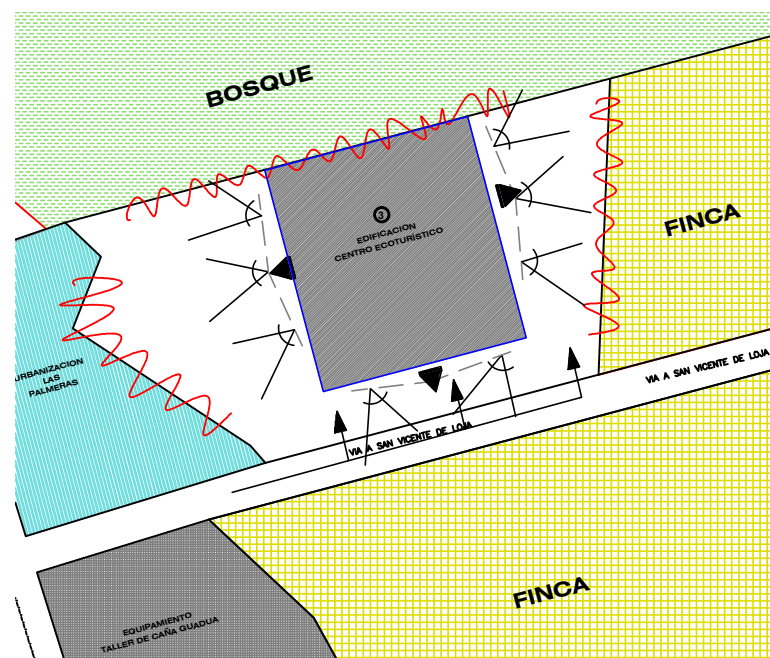 BOSQUE
FINCA
3
EDIFICACION
CENTRO ECOTURÍSTICO
URBANIZACION
LAS
PALMERAS
VIA A SAN VICENTE DE LOJA
VIA A SAN VICENTE DE LOJA
FINCA
EQUIPAMIENTO
TALLER DE CAÑA GUADUA